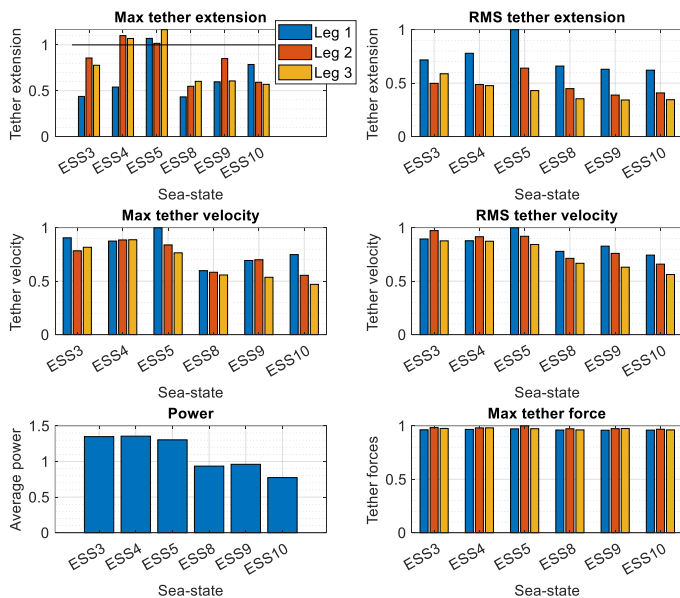 Max tether extension
Tether extension
1
0.5
0
ESS3
ESS4
ESS5
ESS8
ESS9
ESS10
Sea-state
Leg 1
Leg 2
Leg 3
RMS tether extension
Tether extension
1
0.5
0
ESS3
ESS4
ESS5
ESS8
ESS9
ESS10
Sea-state
Max tether velocity
Tether velocity
1
0.5
0
ESS3
ESS4
ESS5
ESS8
ESS9
ESS10
Sea-state
RMS tether velocity
Tether velocity
1
0.5
0
ESS3
ESS4
ESS5
ESS8
ESS9
ESS10
Sea-state
Power
Average power
1.5
1
0.5
0
ESS3
ESS4
ESS5
ESS8
ESS9
ESS10
Sea-state
Max tether force
Tether forces
1
0.5
0
ESS3
ESS4
ESS5
ESS8
ESS9
ESS10
Sea-state